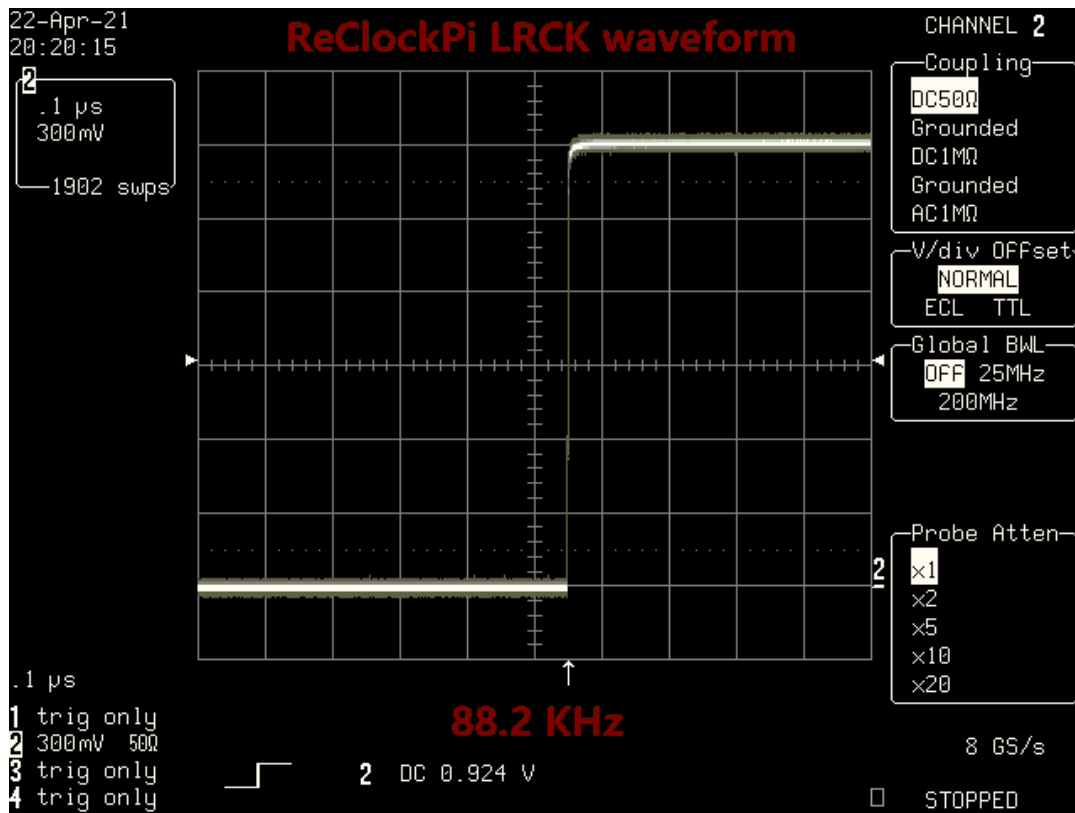 22-Apr-21
20:20:15
ReClockPi LRCK waveform
CHANNEL 2
2
.1 µs
300mV
1902 swps
Coupling
DC50Ω
Grounded
DC1MΩ
Grounded
AC1MΩ
V/div OFFset
NORMAL
ECL TTL
Global BWL
OFF 25MHz
200MHz
2
Probe Atten
×1
×2
×5
×10
×20
.1 µs
1 trig only
2 300mV 50Ω
3 trig only
4 trig only
88.2 KHz
2 DC 0.924 V
8 GS/s
STOPPED